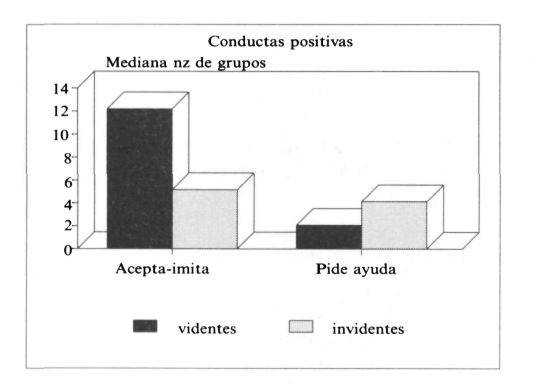 Conductas positivas
Mediana nz de grupos
14
12
10
8
6
4
2
0
Acepta-imita Pide ayuda
videntes invidentes